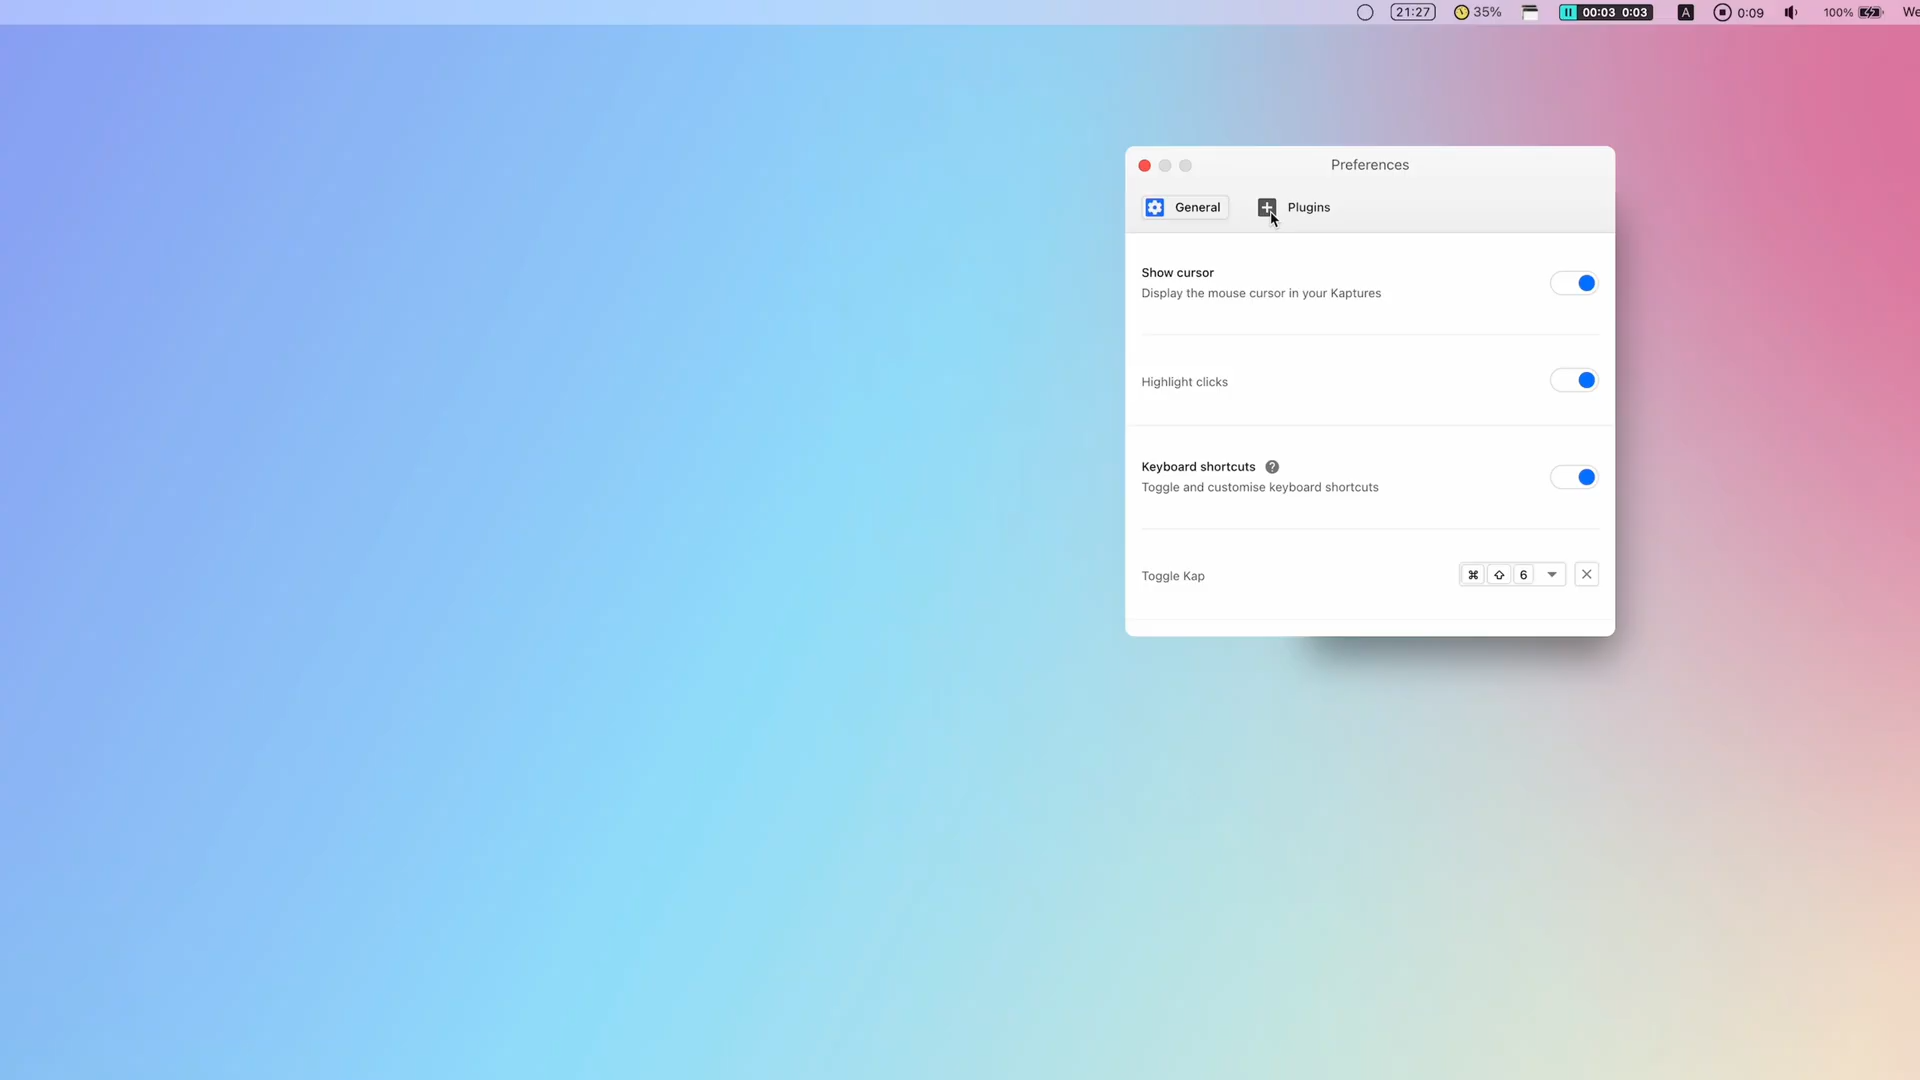 21:27 35% 00:03 0:03 A 0:09 100% We
Preferences
General Plugins
Show cursor
Display the mouse cursor in your Kaptures
Highlight clicks
Keyboard shortcuts ?
Toggle and customise keyboard shortcuts
Toggle Kap ⌘ ⇧ 6